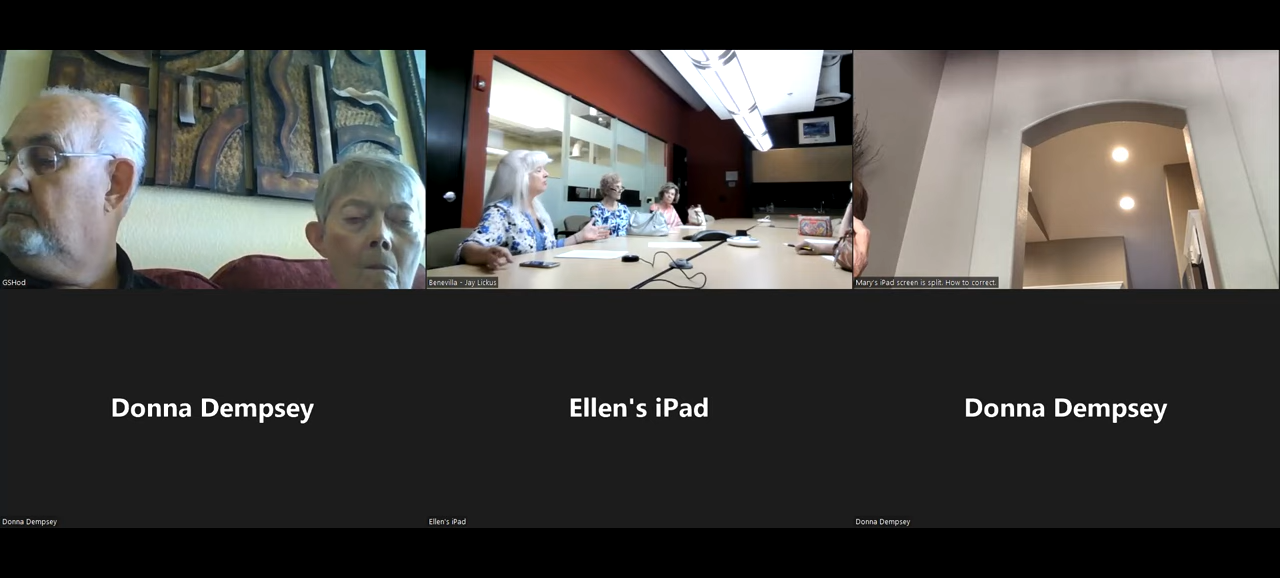 GSHod
Benevilla - Jay Lickus
Mary's iPad screen is split. How to correct.
Donna Dempsey
Ellen's iPad
Donna Dempsey
Donna Dempsey
Ellen's iPad
Donna Dempsey